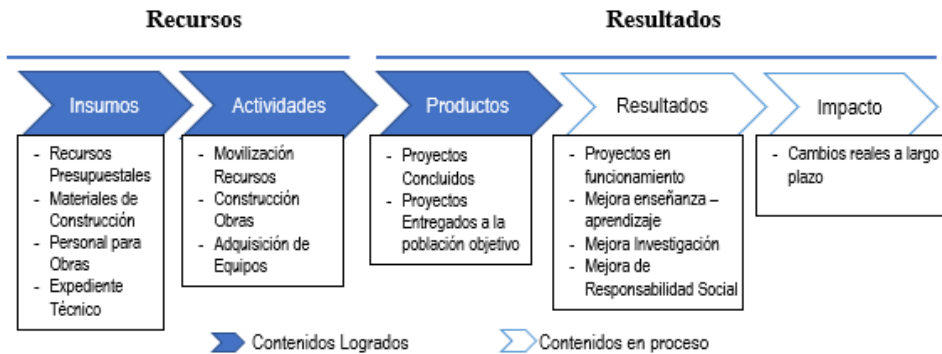 Recursos
Resultados
Insumos
Actividades
Productos
Resultados
Impacto
- Recursos
Presupuestales
- Materiales de
Construcción
- Personal para
Obras
- Expediente
Técnico
- Movilización
Recursos
- Construcción
Obras
- Adquisición de
Equipos
- Proyectos
Concluidos
- Proyectos
Entregados a la
población objetivo
- Proyectos en
funcionamiento
- Mejora enseñanza –
aprendizaje
- Mejora Investigación
- Mejora de
Responsabilidad Social
- Cambios reales a largo
plazo
Contenidos Logrados
Contenidos en proceso